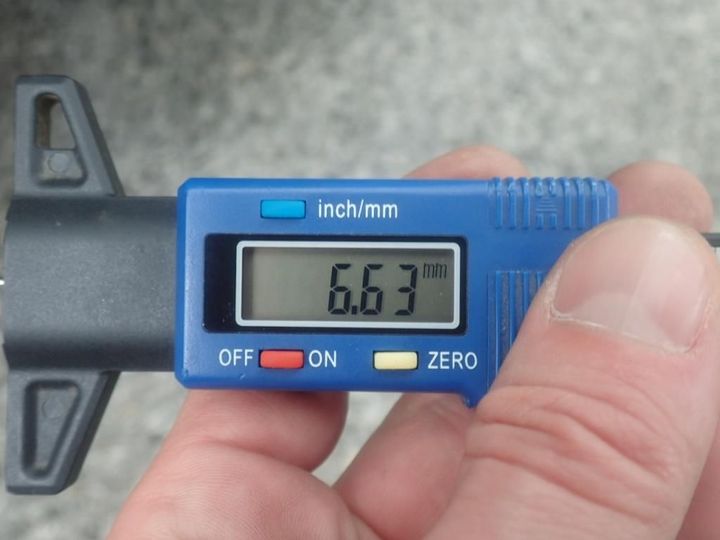 inch/mm
6.63 mm
OFF ON ZERO